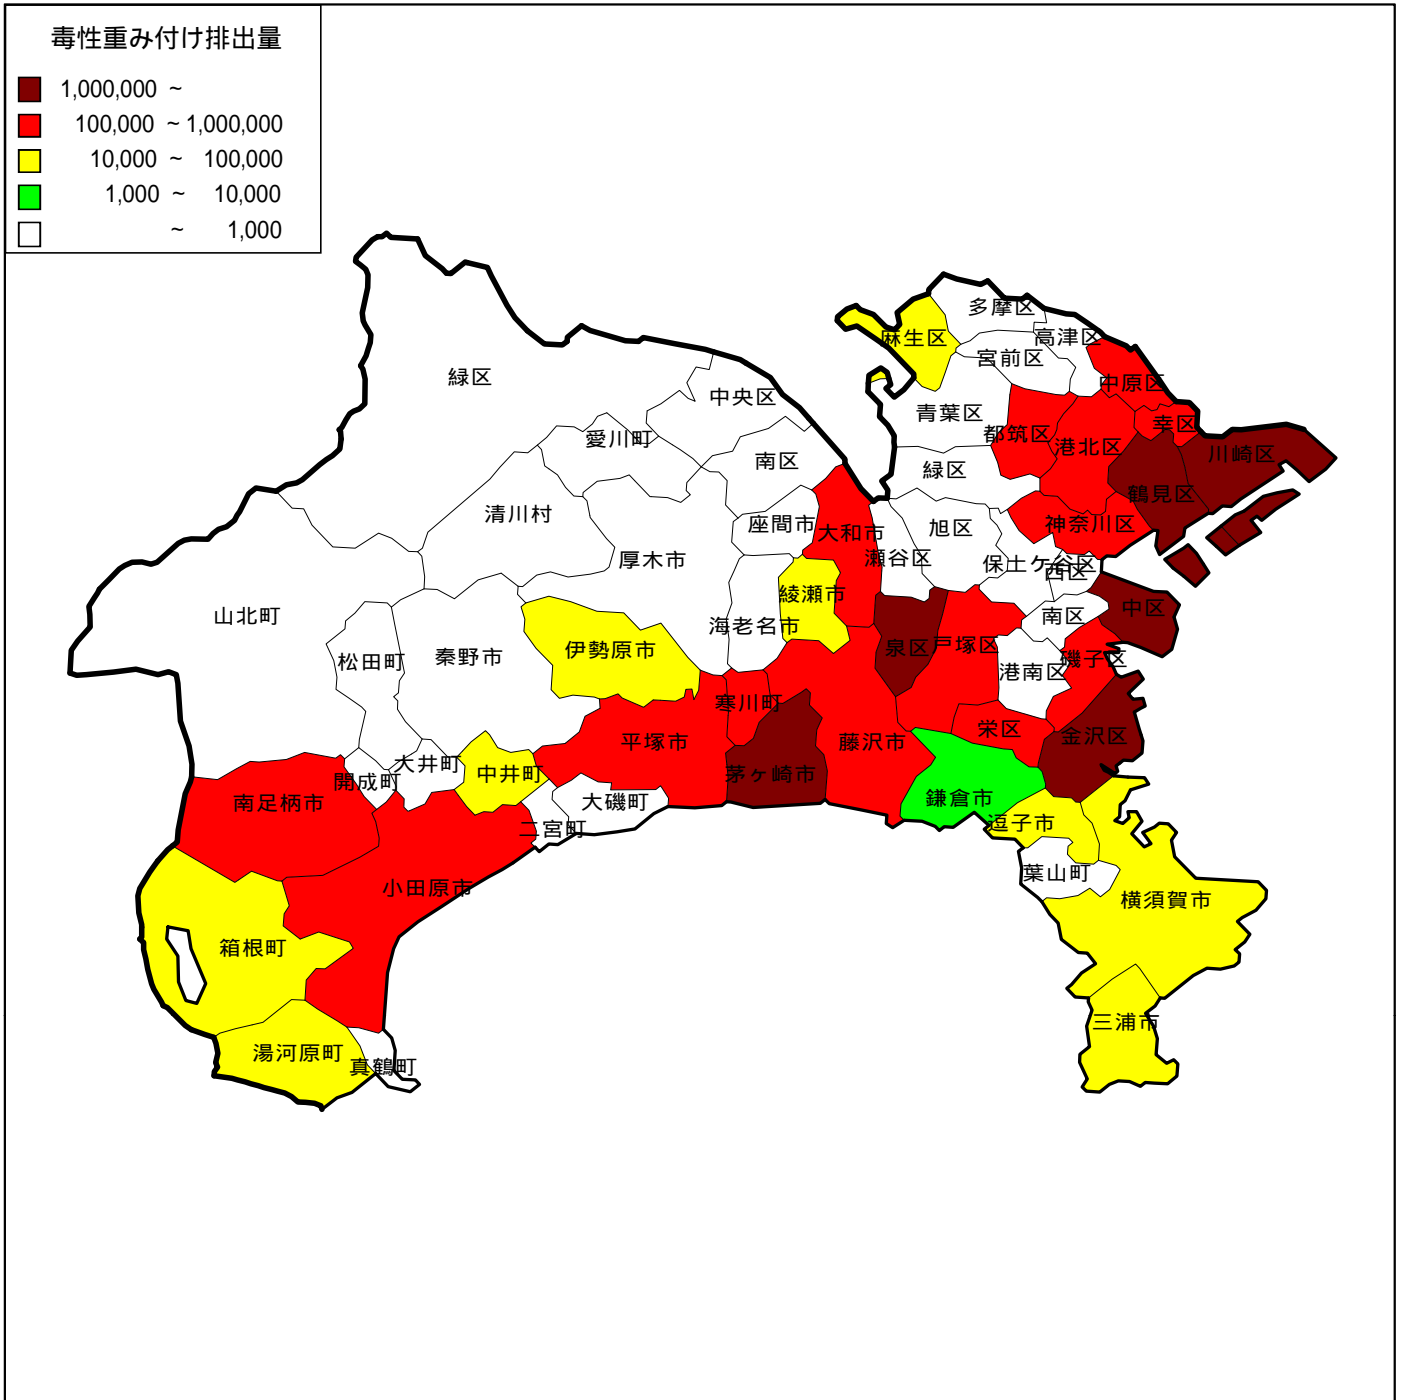 毒性重み付け排出量
1,000,000 ~
100,000 ~ 1,000,000
10,000 ~ 100,000
1,000 ~ 10,000
~ 1,000
多摩区
麻生区
高津区
宮前区
緑区
中原区
中央区
青葉区
幸区
都筑区
愛川町
港北区
川崎区
南区
緑区
鶴見区
清川村
座間市
大和市
旭区
神奈川区
厚木市
瀬谷区
保土ケ谷区
西区
綾瀬市
中区
山北町
海老名市
南区
泉区
戸塚区
伊勢原市
秦野市
松田町
磯子区
港南区
寒川町
栄区
金沢区
平塚市
藤沢市
大井町
中井町
茅ヶ崎市
開成町
南足柄市
大磯町
鎌倉市
二宮町
逗子市
葉山町
小田原市
横須賀市
箱根町
三浦市
湯河原町
真鶴町